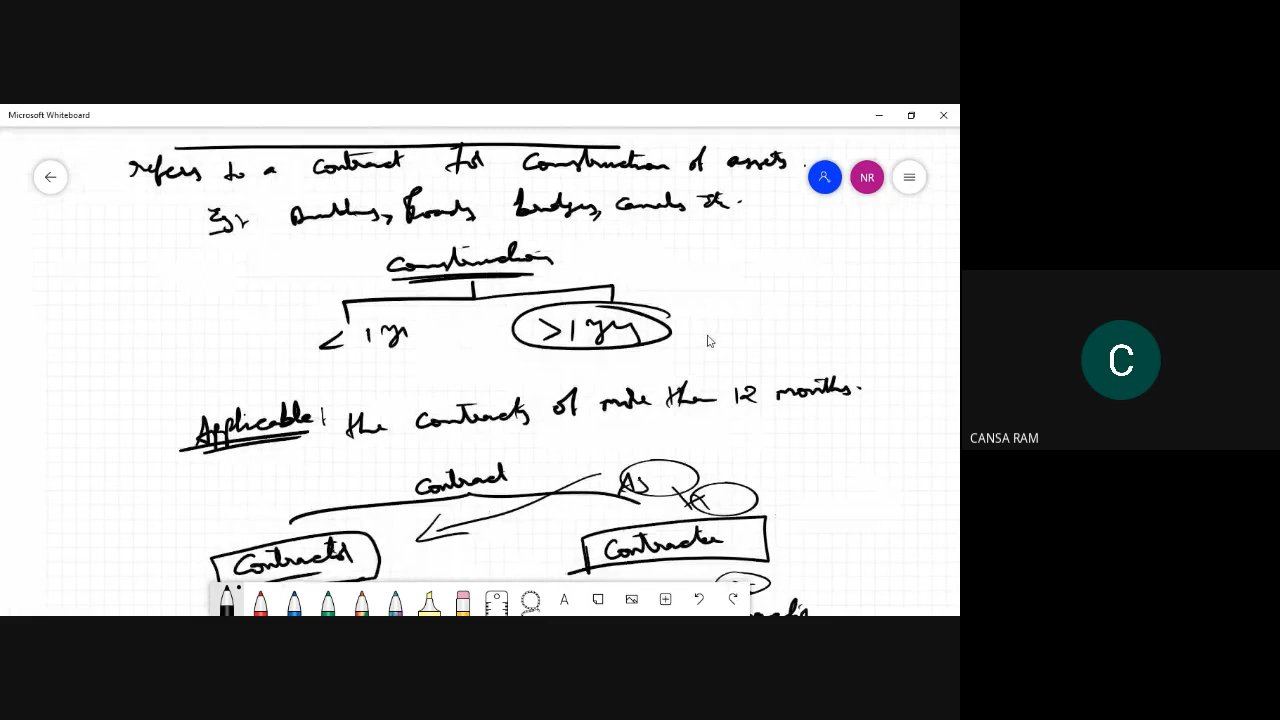 Microsoft Whiteboard
refers to a contract for Construction of assets.
Eg: Buildings, Roads, bridges, canals etc.
NR
Construction
< 1 yr
>1 yr
Applicable: the contracts of more than 12 months.
Contract
AS
Contractor
Contractee
C
CANSA RAM
A